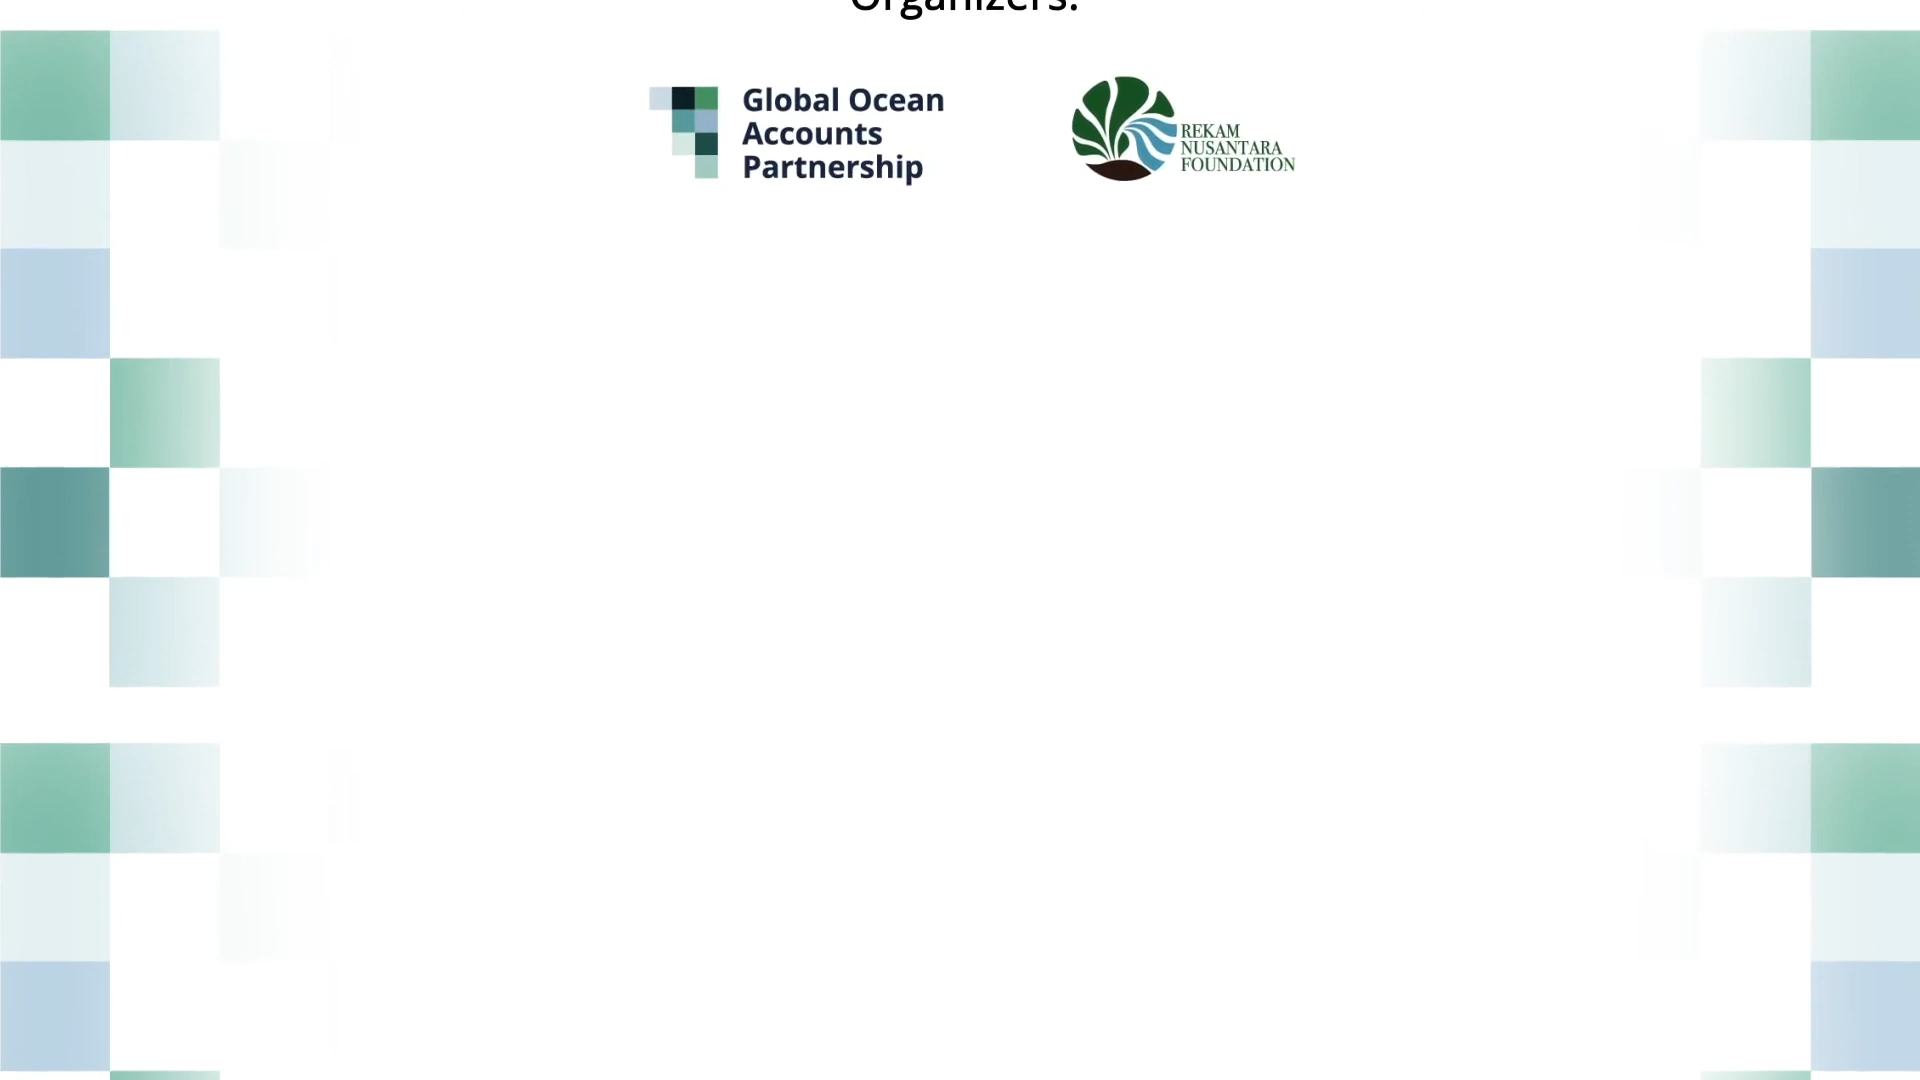 Organizers:
Global Ocean
Accounts
Partnership
REKAM
NUSANTARA
FOUNDATION